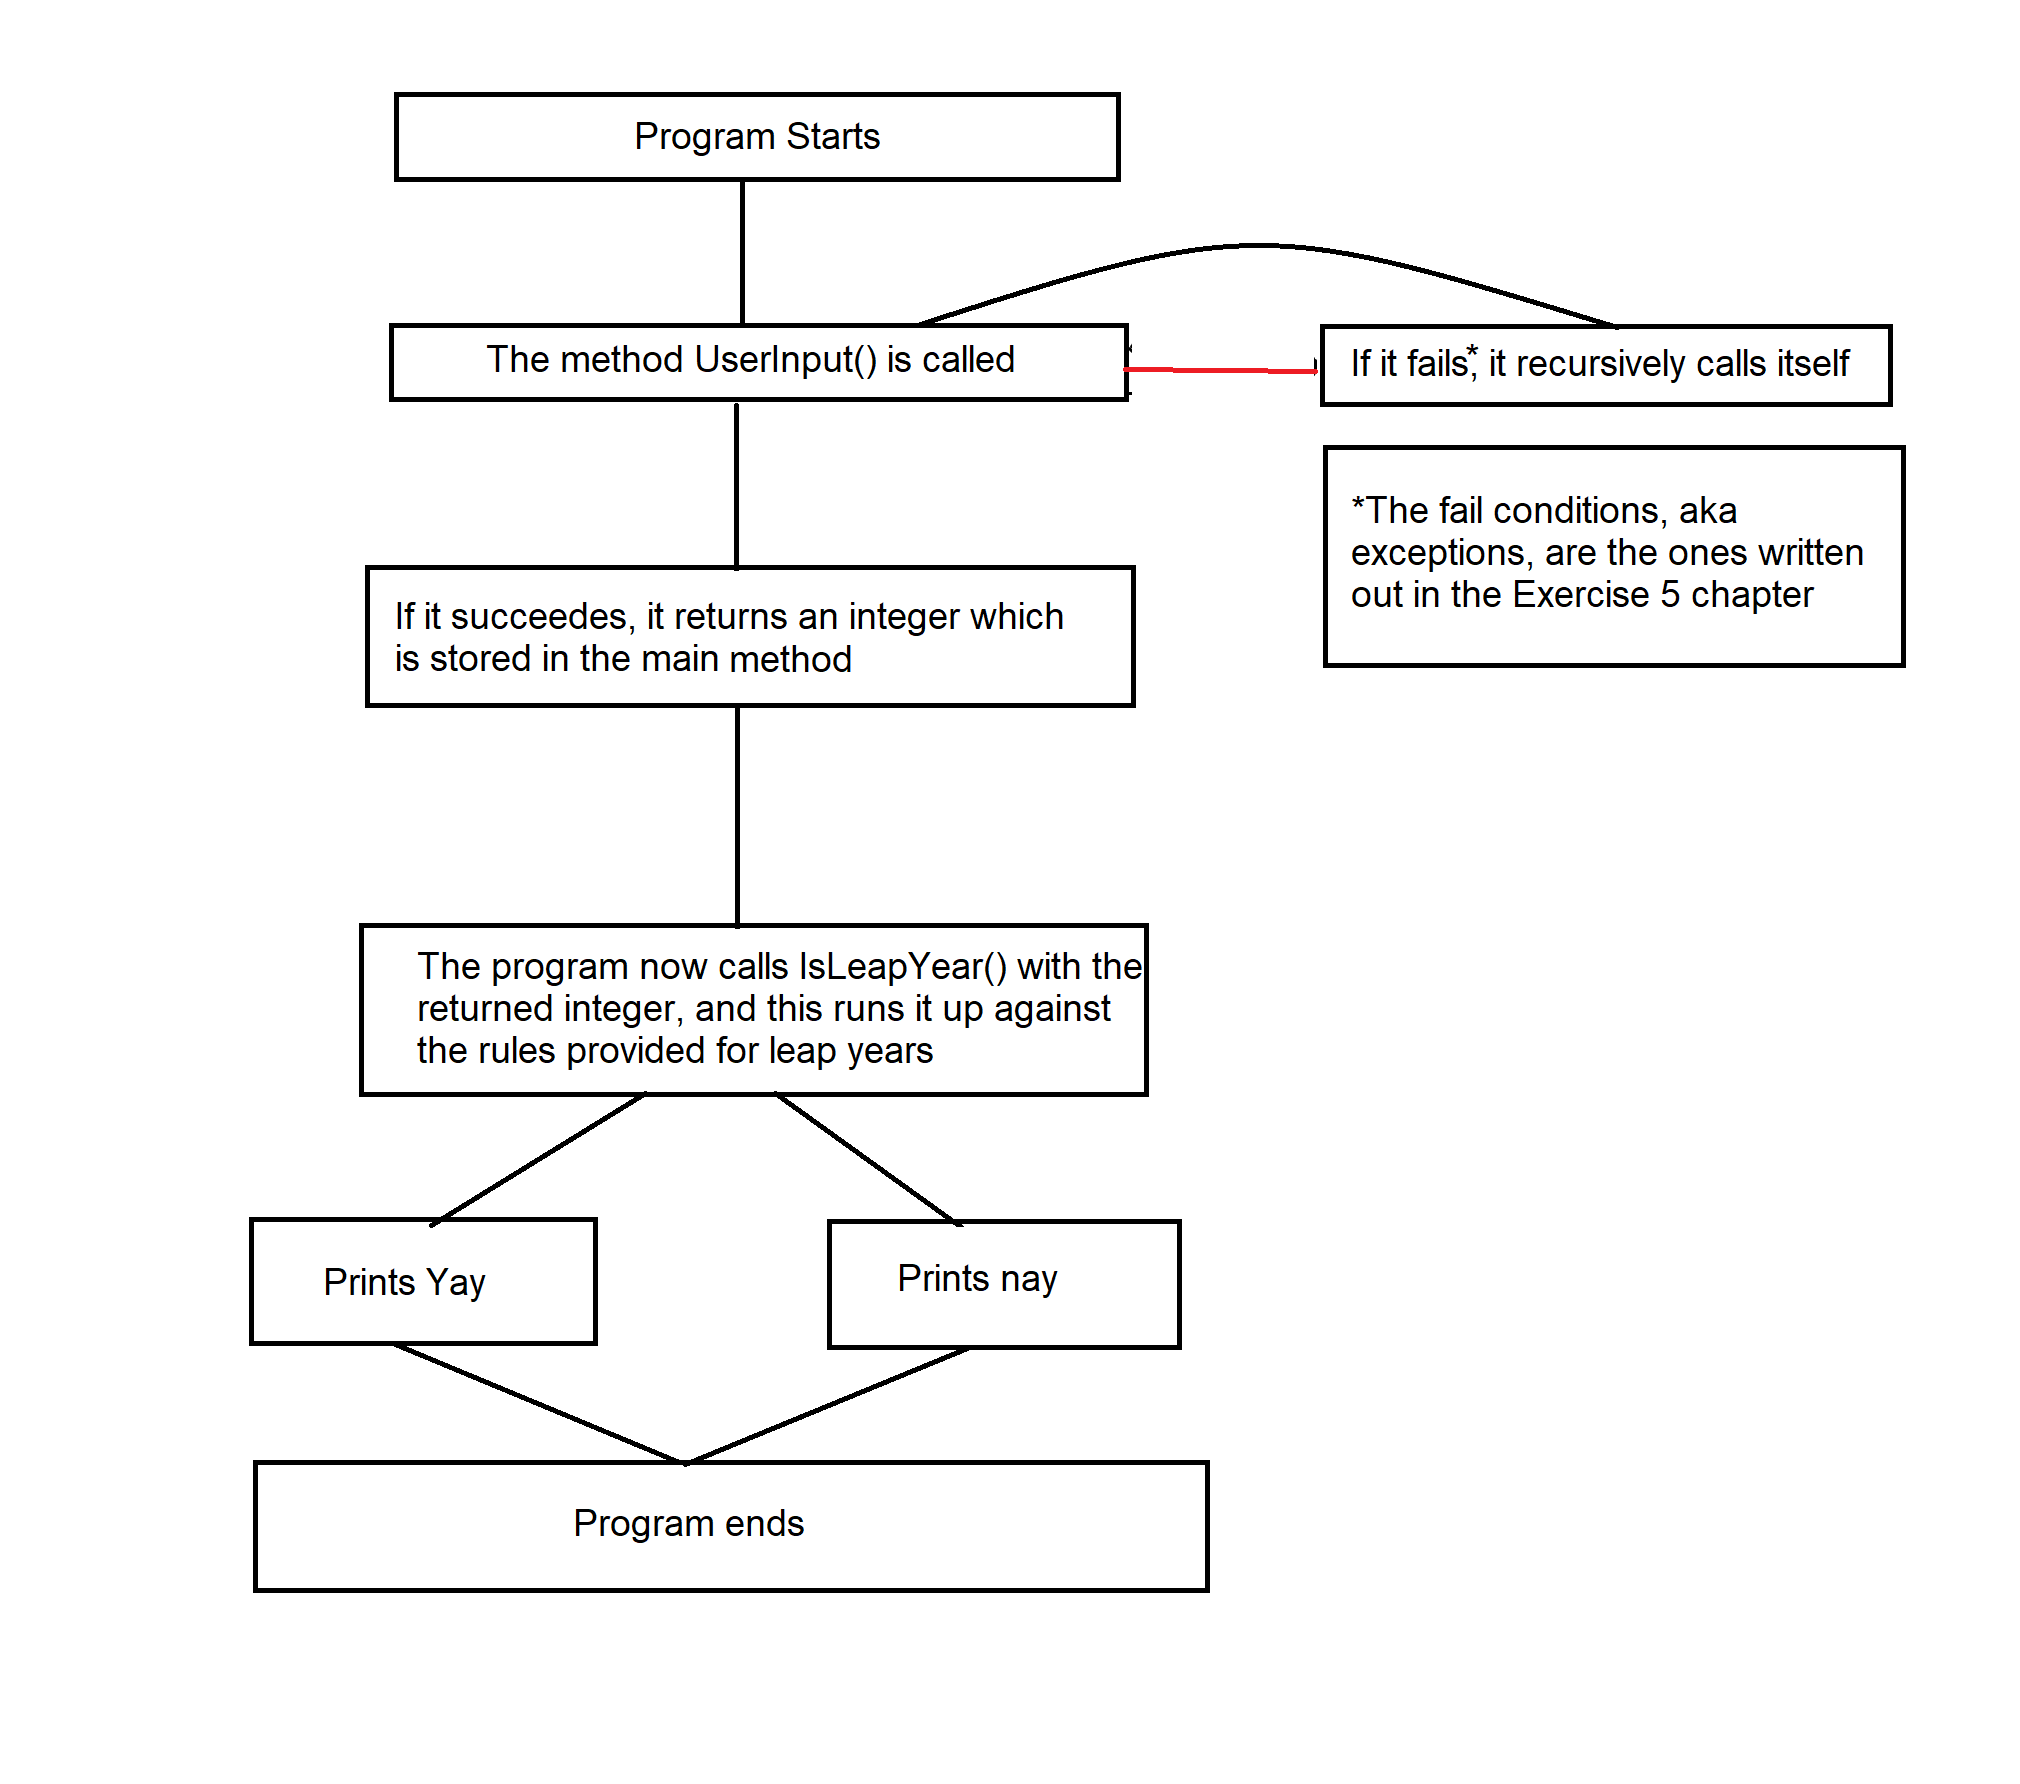 Program Starts
The method UserInput() is called
If it fails*, it recursively calls itself
*The fail conditions, aka
exceptions, are the ones written
out in the Exercise 5 chapter
If it succeedes, it returns an integer which
is stored in the main method
The program now calls IsLeapYear() with the
returned integer, and this runs it up against
the rules provided for leap years
Prints Yay
Prints nay
Program ends